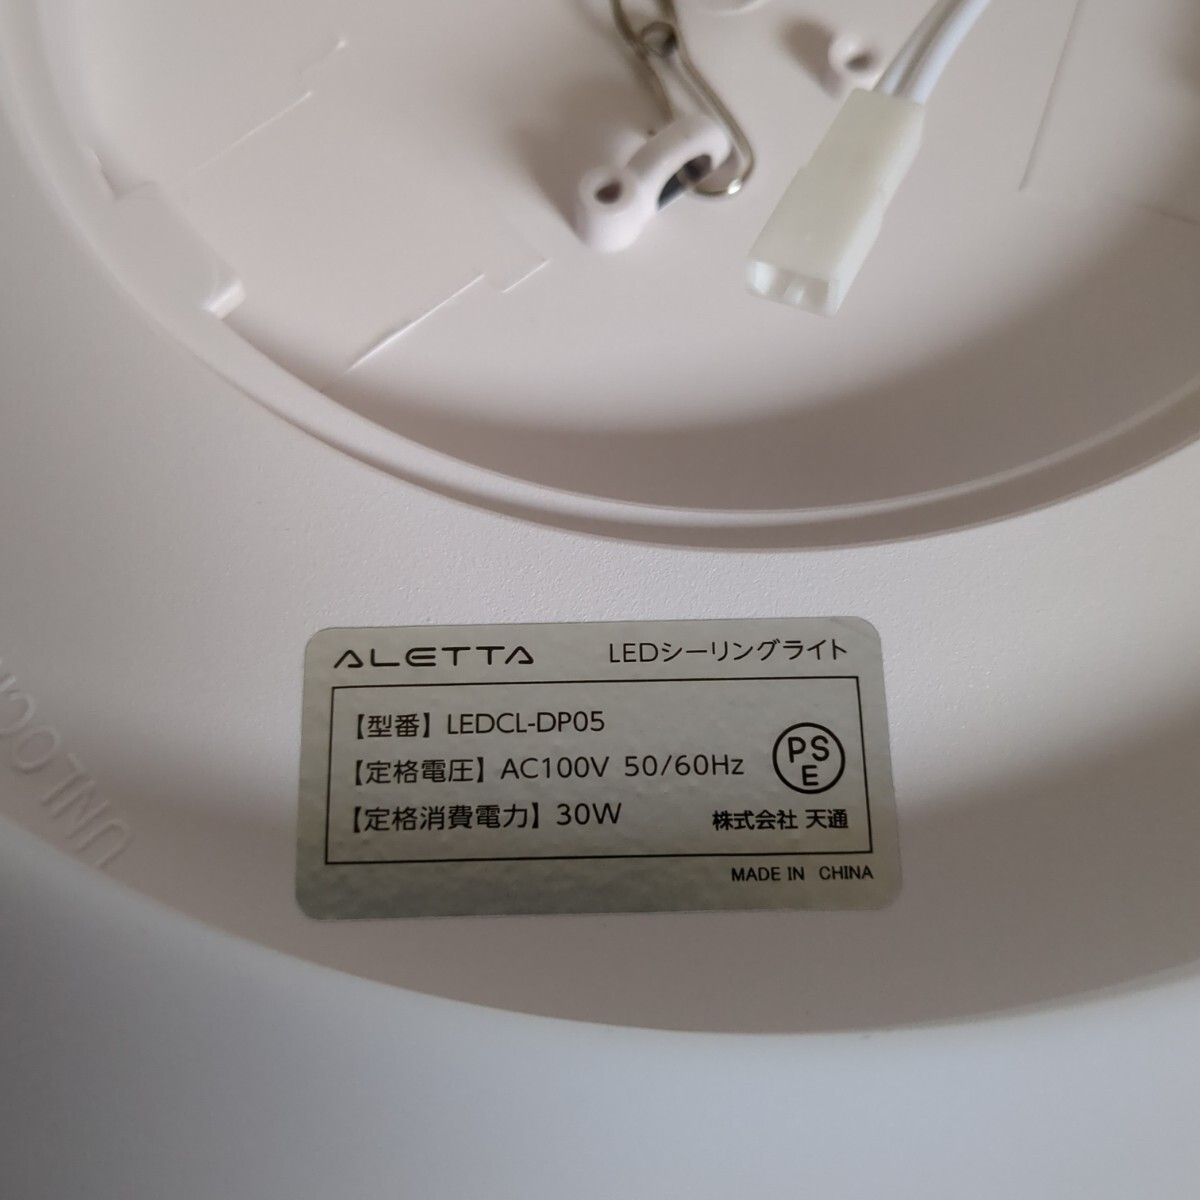 ALETTA LEDシーリングライト
【型番】LEDCL-DP05
【定格電圧】AC100V 50/60Hz
PSE
【定格消費電力】30W
株式会社 天通
MADE IN CHINA
UNLOCK